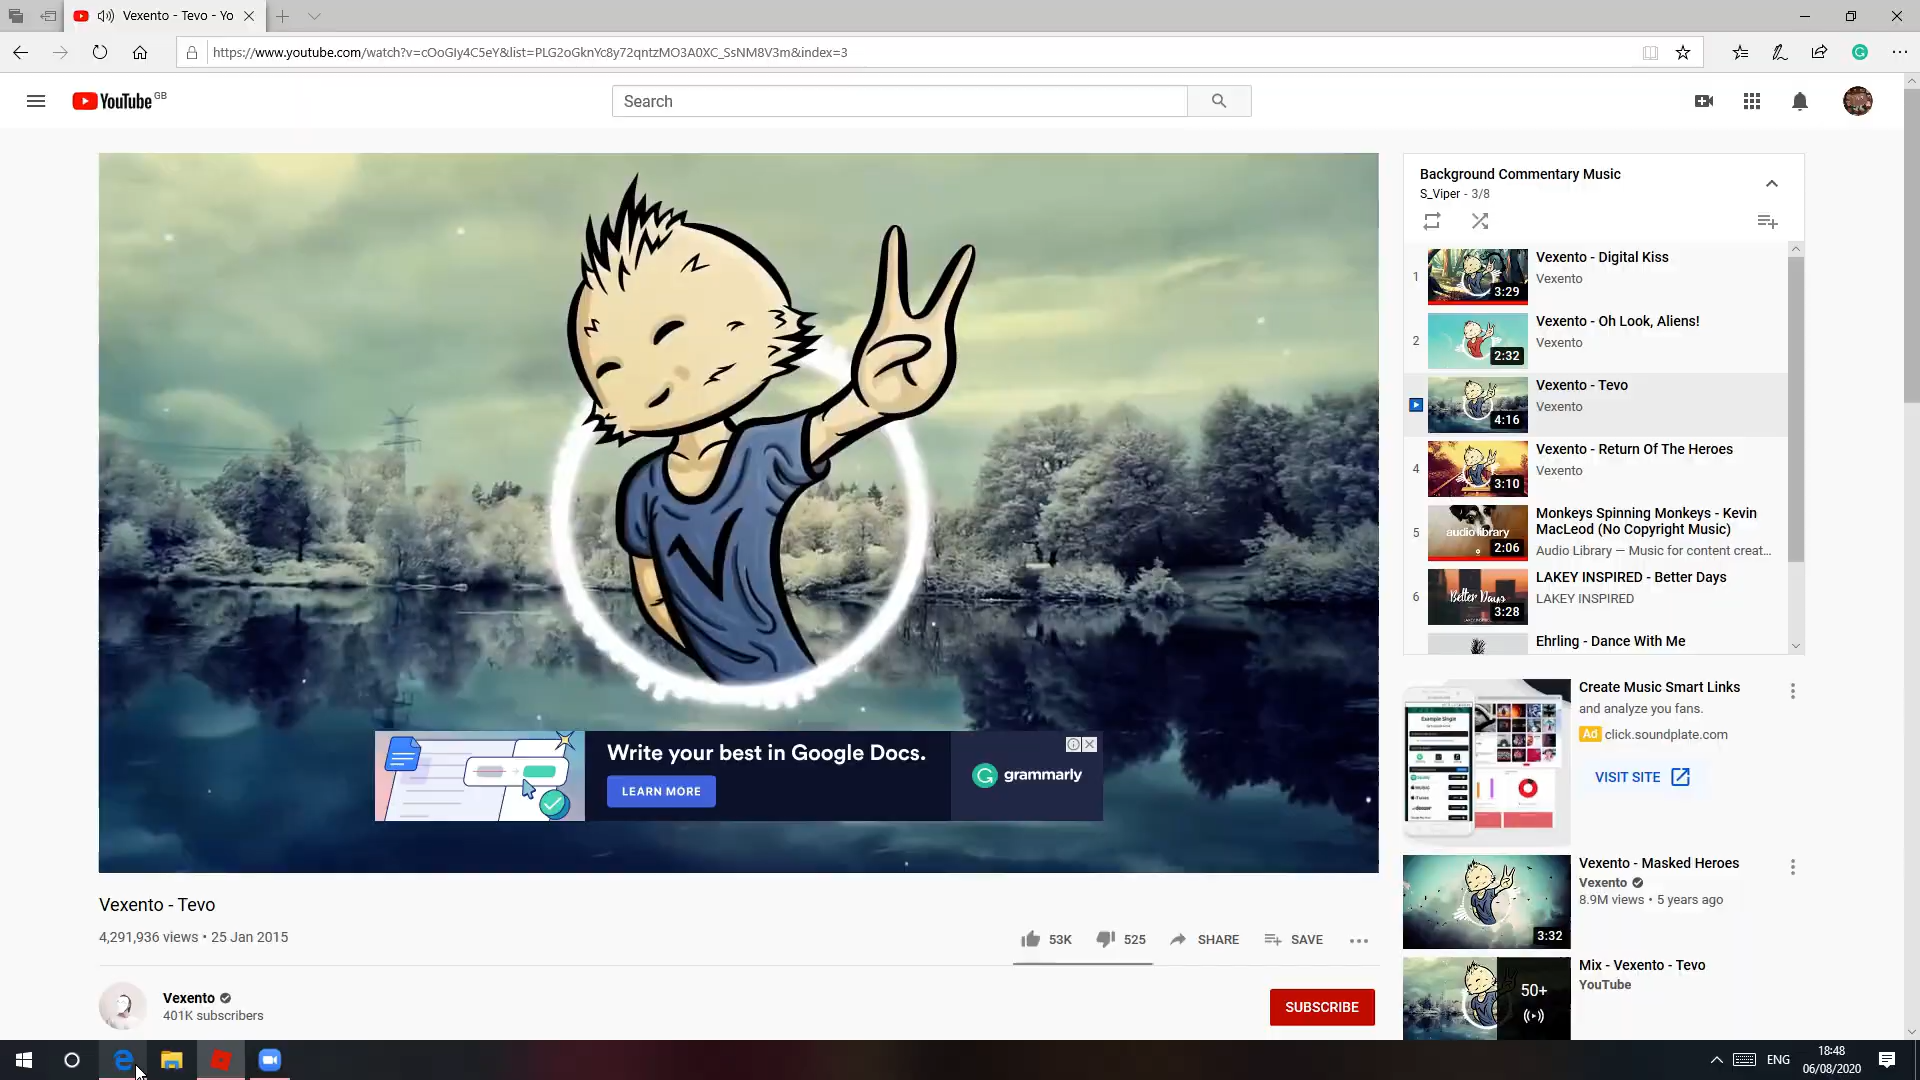 Vexento - Tevo - Yo
https://www.youtube.com/watch?v=cOoGIy4C5eY&list=PLG2oGknYc8y72qntzMO3A0XC_SsNM8V3m&index=3
YouTube GB
Search
Write your best in Google Docs.
LEARN MORE
grammarly
Vexento - Tevo
4,291,936 views • 25 Jan 2015
53K
525
SHARE
SAVE
Vexento
401K subscribers
SUBSCRIBE
Background Commentary Music
S_Viper - 3/8
1
3:29
Vexento - Digital Kiss
Vexento
2
2:32
Vexento - Oh Look, Aliens!
Vexento
4:16
Vexento - Tevo
Vexento
4
3:10
Vexento - Return Of The Heroes
Vexento
5
audio library
2:06
Monkeys Spinning Monkeys - Kevin
MacLeod (No Copyright Music)
Audio Library — Music for content creat...
6
Better Days
3:28
LAKEY INSPIRED - Better Days
LAKEY INSPIRED
Ehrling - Dance With Me
Example Single
Create Music Smart Links
and analyze you fans.
Ad click.soundplate.com
VISIT SITE
3:32
Vexento - Masked Heroes
Vexento
8.9M views • 5 years ago
50+
Mix - Vexento - Tevo
YouTube
ENG
18:48
06/08/2020